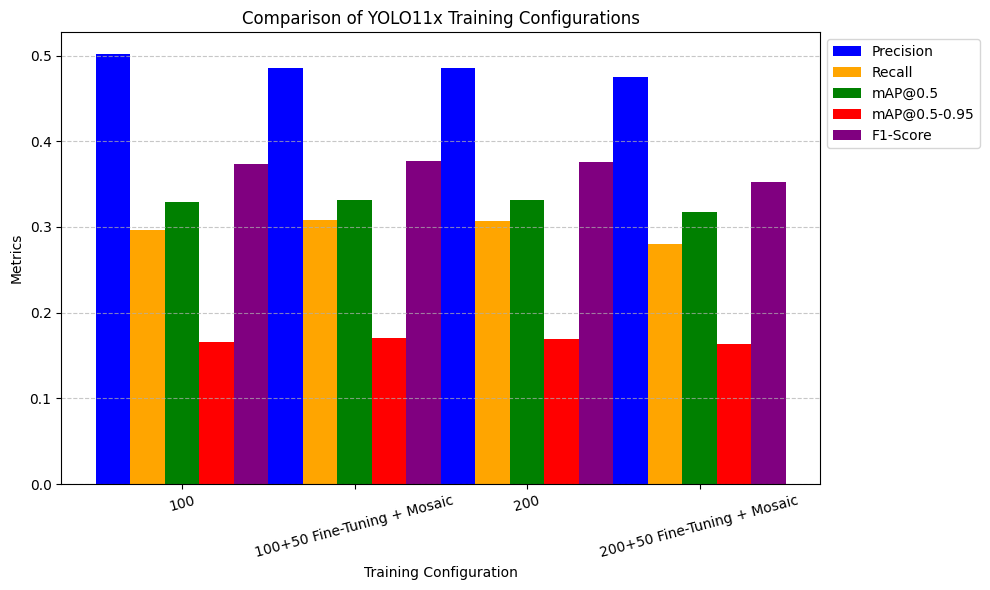 Comparison of YOLO11x Training Configurations
Metrics
0.5
0.4
0.3
0.2
0.1
0.0
100
100+50 Fine-Tuning + Mosaic
200
200+50 Fine-Tuning + Mosaic
Training Configuration
Precision
Recall
mAP@0.5
mAP@0.5-0.95
F1-Score